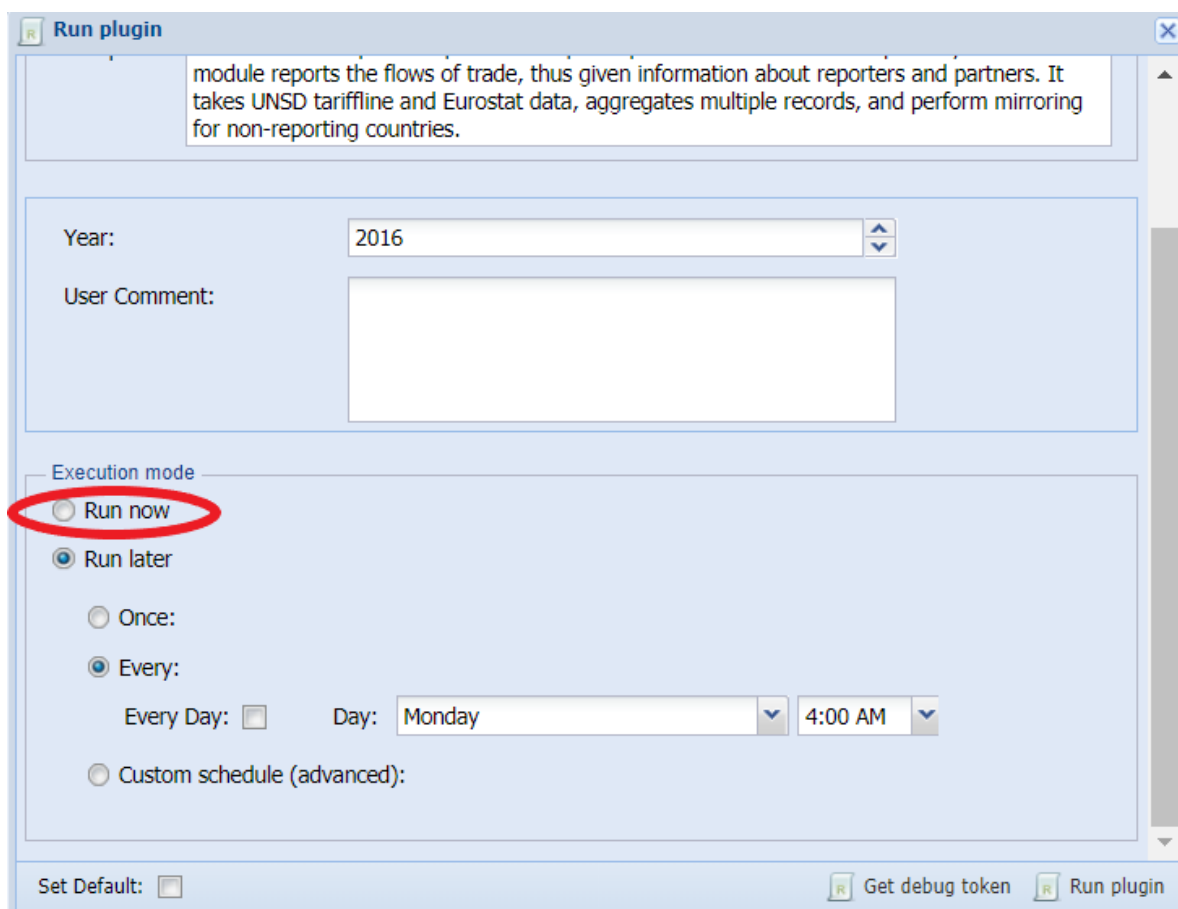 Run plugin
module reports the flows of trade, thus given information about reporters and partners. It
takes UNSD tariffline and Eurostat data, aggregates multiple records, and perform mirroring
for non-reporting countries.
Year: 2016
User Comment:
Execution mode
Run now
Run later
Once:
Every:
Every Day: Day: Monday 4:00 AM
Custom schedule (advanced):
Set Default: R Get debug token R Run plugin